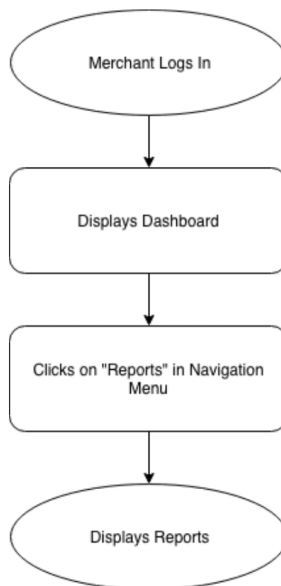 Merchant Logs In
Displays Dashboard
Clicks on "Reports" in Navigation
Menu
Displays Reports